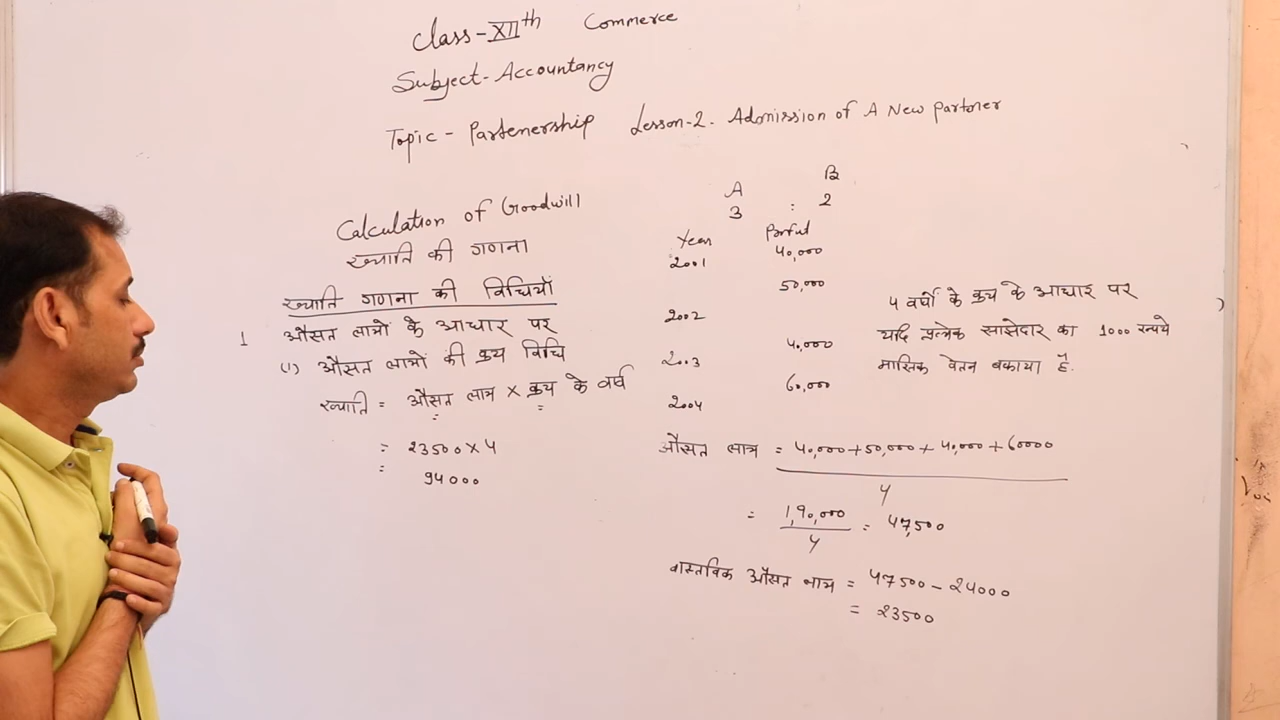 Class-XIIth Commerce
Subject-Accountancy
Topic - Partenership Lesson-2. Admission of A New Partner
Calculation of Goodwill
ख्याति की गणना
ख्याति गणना की विधियाँ
1 औसत लाभो के आधार पर
(1) औसत लाभों की क्रय विधि
ख्याति = औसत लाभ × क्रय के वर्ष
= 23500×4
= 94000
A B
3 : 2
Year
2001 40,000
50,000
2002
40,000
2003
60,000
2004
4 वर्षो के क्रय के आधार पर
यदि प्रत्येक साझेदार का 1000 रूपये
मासिक वेतन बकाया है.
औसत लाभ = 40,000+50,000+40,000+60000
4
= 1,90,000 = 47,500
4
वास्तविक औसत लाभ = 47500-24000
= 23500